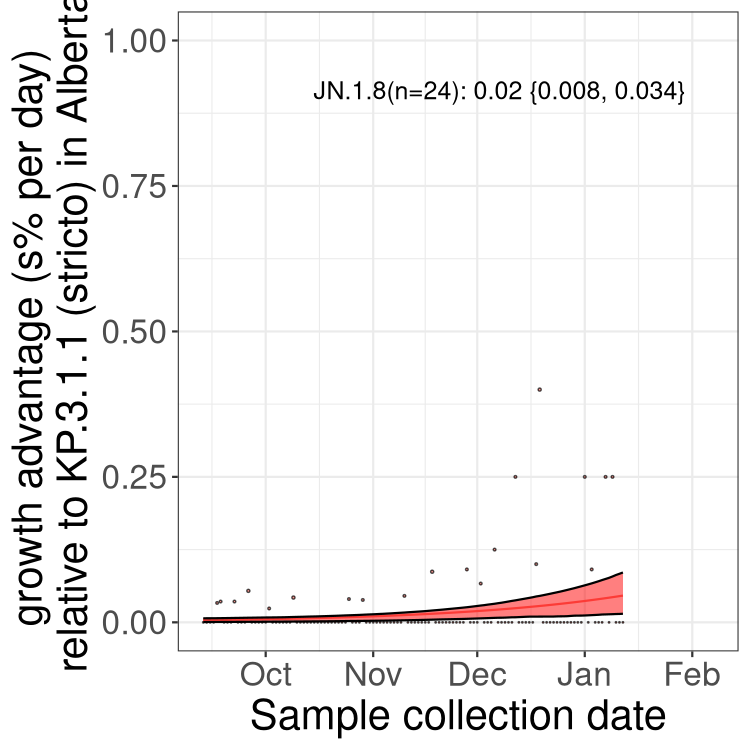 growth advantage (s% per day)
relative to KP.3.1.1 (stricto) in Alberta
1.00
0.75
0.50
0.25
0.00
JN.1.8(n=24): 0.02 {0.008, 0.034}
Oct Nov Dec Jan Feb
Sample collection date